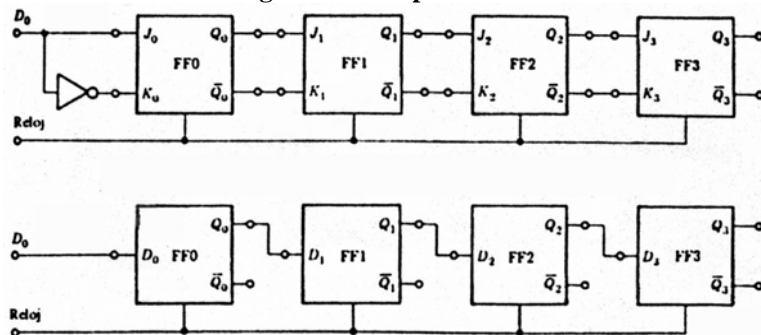 D₀
J₀ Q₀ J₁ Q₁ J₂ Q₂ J₃ Q₃
FF0 FF1 FF2 FF3
K₀ Q̄₀ K₁ Q̄₁ K₂ Q̄₂ K₃ Q̄₃
Reloj
Q₀ Q₁ Q₂ Q₃
D₀ D₀ FF0 D₁ FF1 D₂ FF2 D₃ FF3
Q̄₀ Q̄₁ Q̄₂ Q̄₃
Reloj